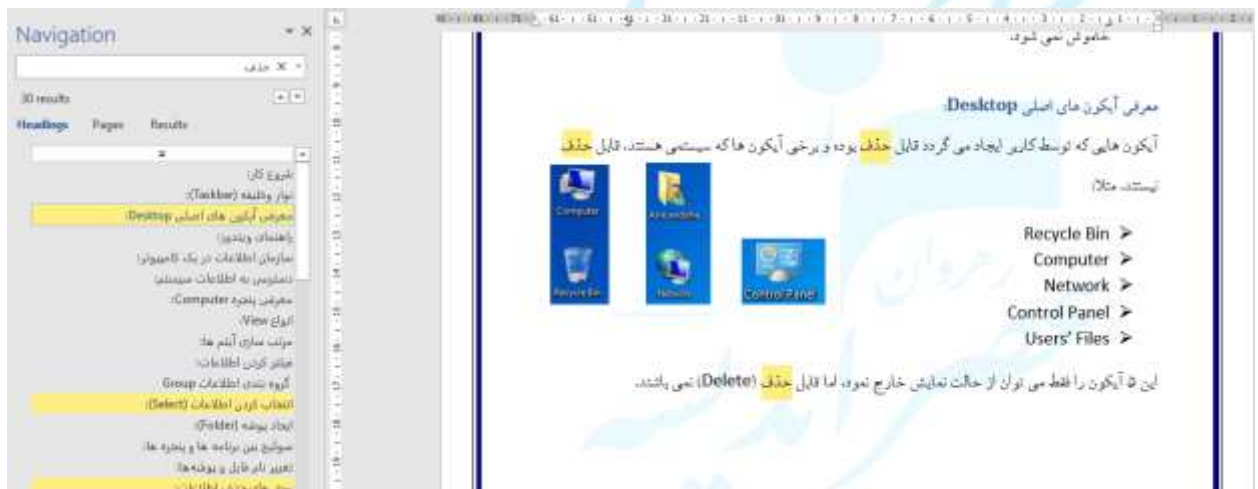 Navigation
حذف
30 results
Headings Pages Results
شروع کار:
نوار وظیفه (Taskbar):
معرفی آیکون های اصلی Desktop:
راهنمای ویندوز:
سازمان اطلاعات در یک کامپیوتر:
دسترسی به اطلاعات سیستم:
معرفی پنجره Computer:
انواع View:
مرتب سازی آیتم ها:
فیلتر کردن اطلاعات:
گروه بندی اطلاعات Group
انتخاب کردن اطلاعات (Select):
ایجاد پوشه (Folder):
سوئیچ بین برنامه ها و پنجره ها:
تغییر نام فایل و پوشه ها:
خاموش نمی شود.
معرفی آیکون های اصلی Desktop:
آیکون هایی که توسط کاربر ایجاد می گردد قابل حذف بوده و برخی آیکون ها که سیستمی هستند، قابل حذف
نیستند. مثلا:
Computer
Recycle Bin
Network
Control Panel
Recycle Bin
Computer
Network
Control Panel
Users' Files
این ۵ آیکون را فقط می توان از حالت نمایش خارج نمود، اما قابل حذف (Delete) نمی باشند.
رهروان
عصر اندیشه